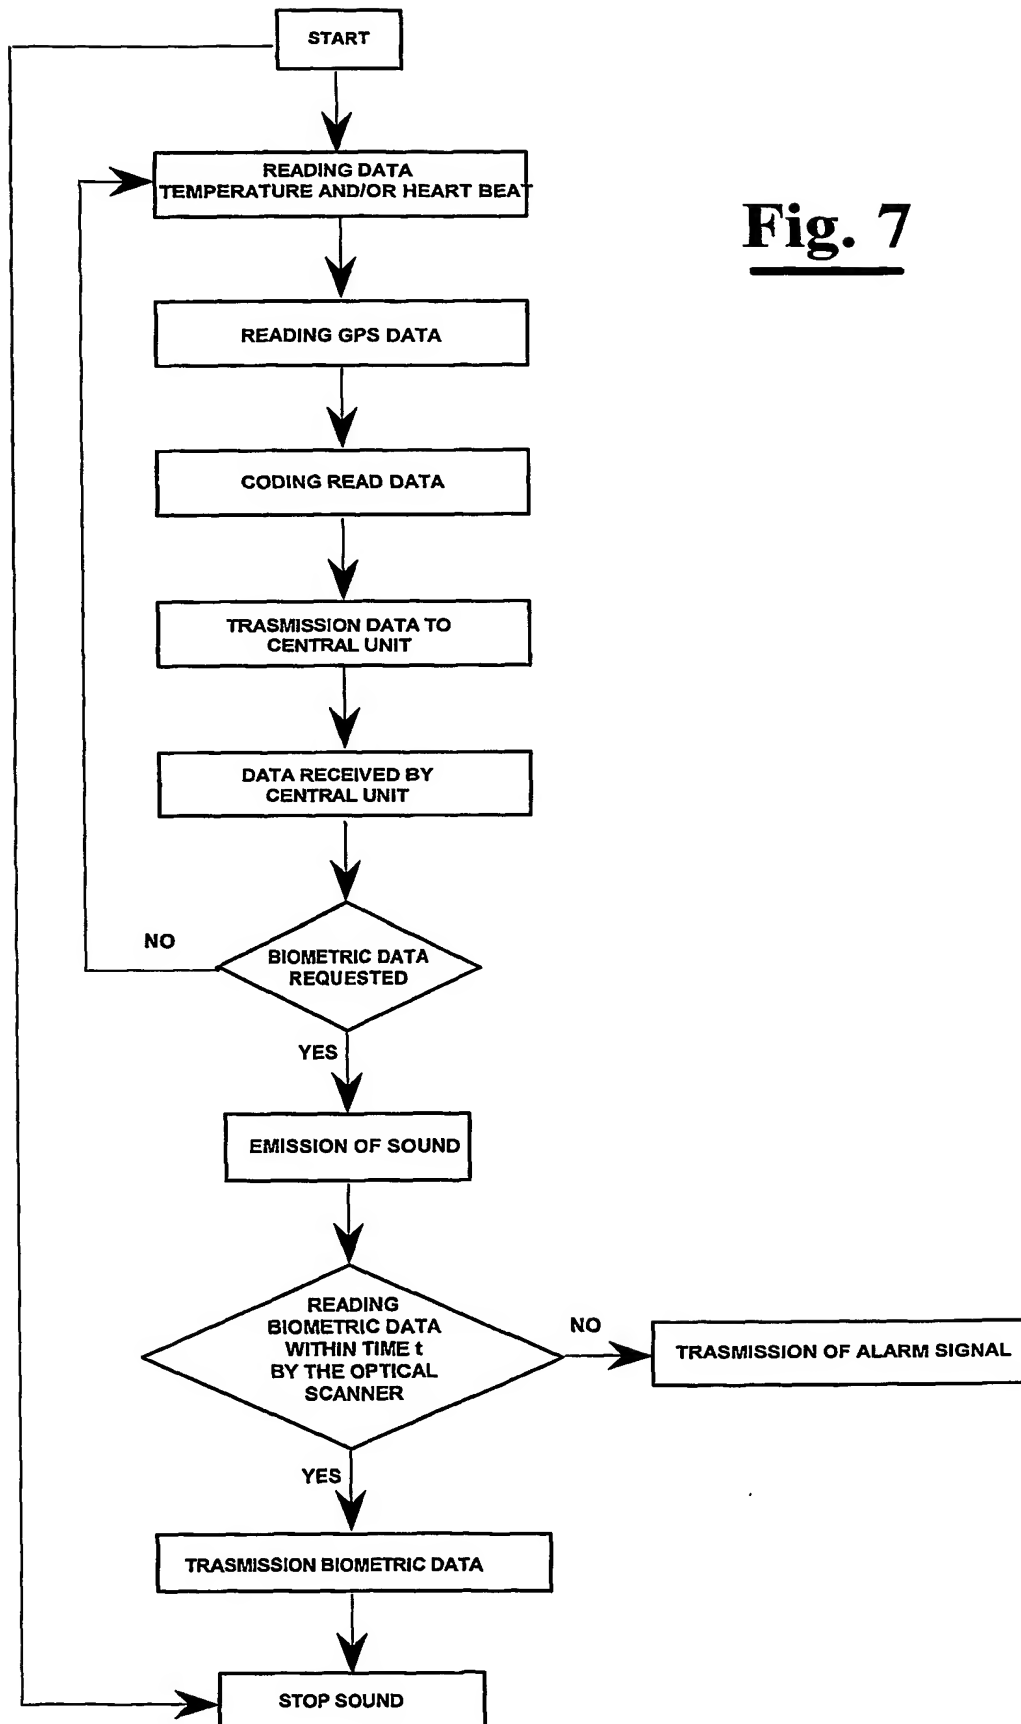 START
READING DATA
TEMPERATURE AND/OR HEART BEAT
Fig. 7
READING GPS DATA
CODING READ DATA
TRASMISSION DATA TO
CENTRAL UNIT
DATA RECEIVED BY
CENTRAL UNIT
NO
BIOMETRIC DATA
REQUESTED
YES
EMISSION OF SOUND
READING
BIOMETRIC DATA
WITHIN TIME t
BY THE OPTICAL
SCANNER
NO
TRASMISSION OF ALARM SIGNAL
YES
TRASMISSION BIOMETRIC DATA
STOP SOUND